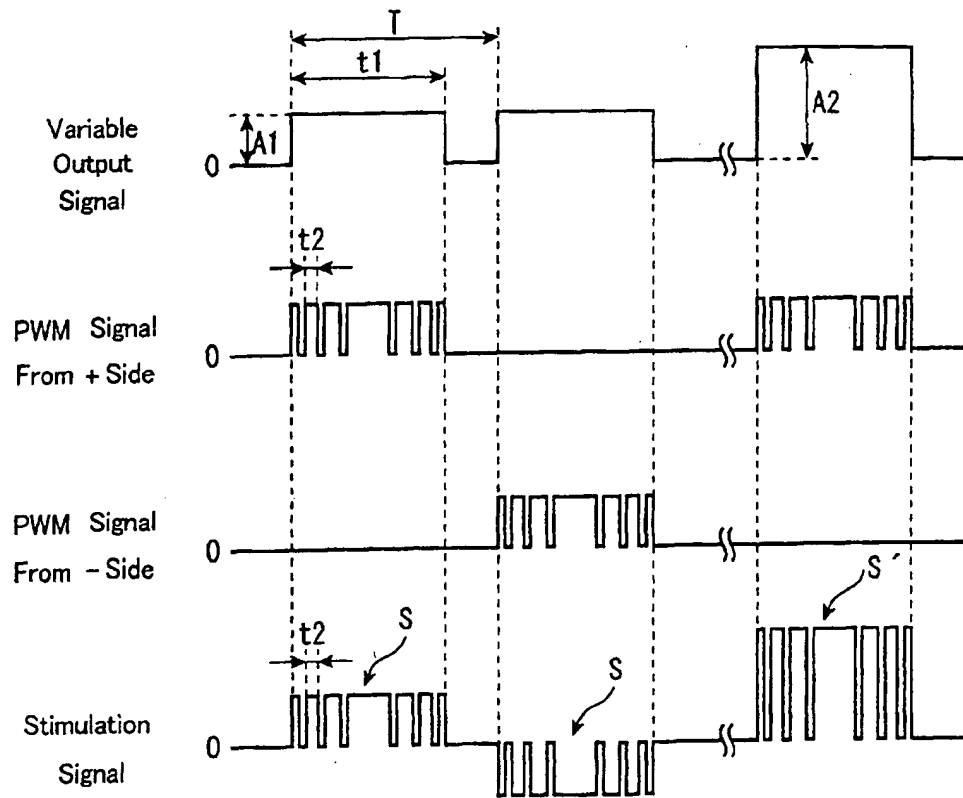 T
t1
A1
A2
Variable
Output
Signal
0
t2
PWM Signal
From + Side
0
PWM Signal
From - Side
0
S´
t2
S
S
Stimulation
Signal
0